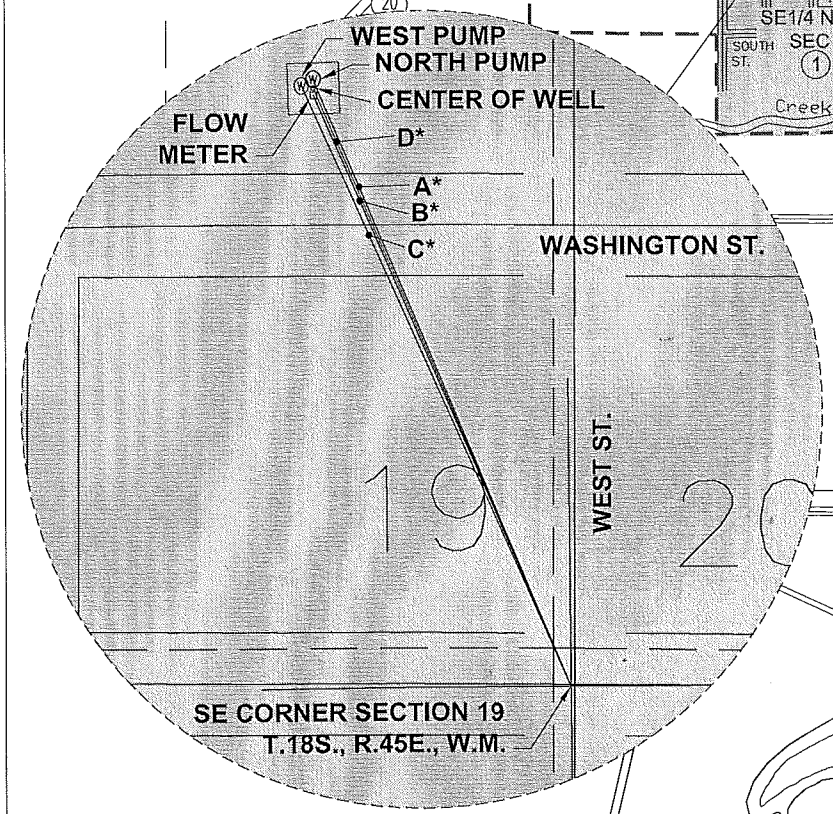 20
SE1/4 N
SOUTH ST.
SEC
1
Creek
WEST PUMP
NORTH PUMP
W W
CENTER OF WELL
FLOW
METER
D*
A*
B*
C*
WASHINGTON ST.
WEST ST.
19
20
SE CORNER SECTION 19
T.18S., R.45E., W.M.